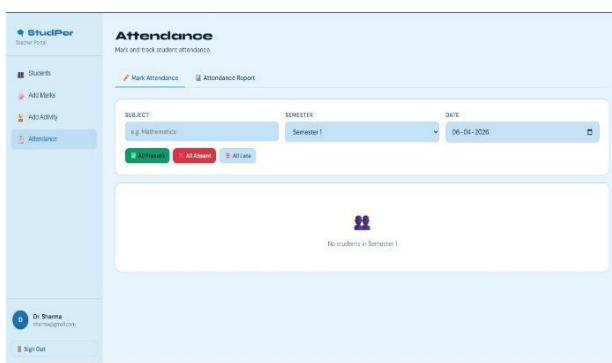 StudPer
Teacher Portal
Students
Add Marks
Add Activity
Attendance
Dr. Sharma
sharma@gmail.com
Sign Out
Attendance
Mark and track student attendance
Mark Attendance
Attendance Report
SUBJECT
e.g. Mathematics
SEMESTER
Semester 1
DATE
06-04-2026
All Present
All Absent
All Late
No students in Semester 1